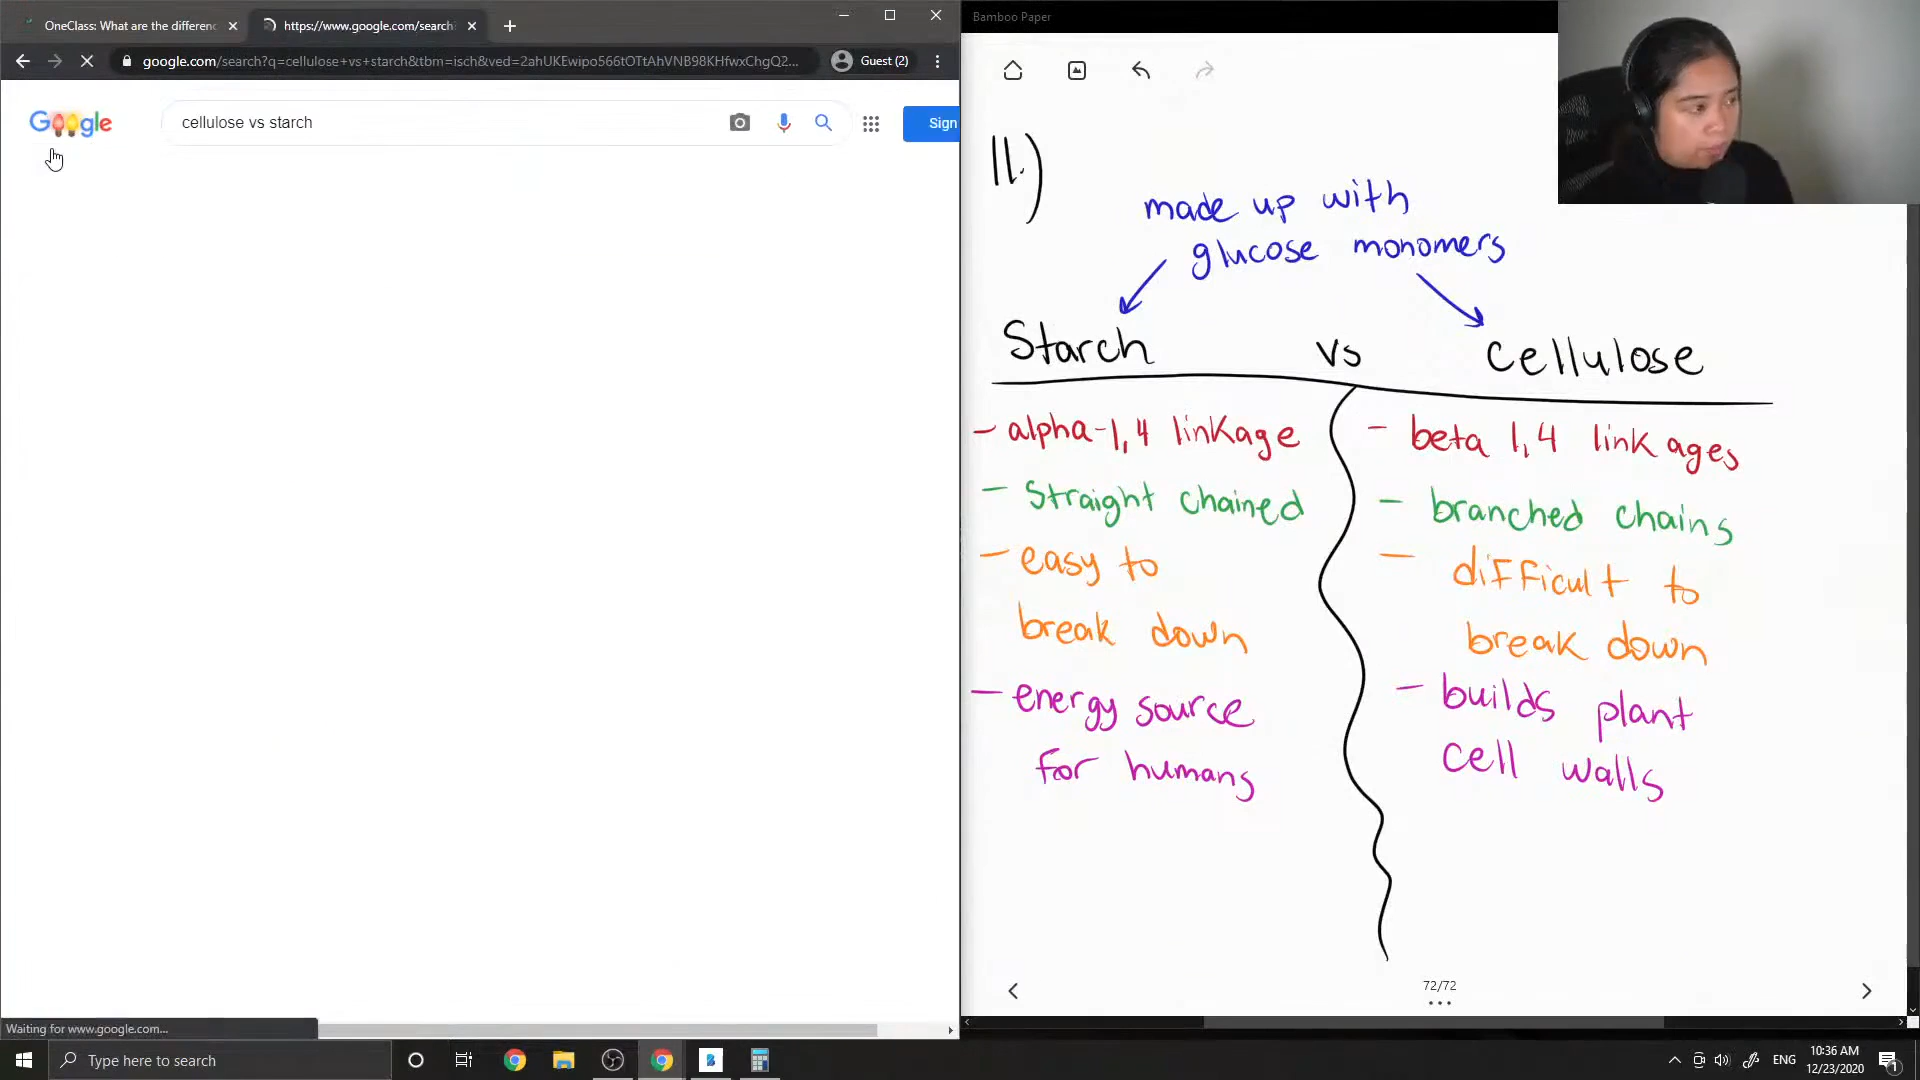 OneClass: What are the differen
https://www.google.com/search
google.com/search?q=cellulose+vs+starch&tbm=isch&ved=2ahUKEwipo566tOTtAhVNB98KHfwxChgQ2...
Guest (2)
Google
cellulose vs starch
Sign
Waiting for www.google.com...
Bamboo Paper
11.)
made up with
glucose monomers
Starch vs cellulose
- alpha-1,4 linkage
- straight chained
- easy to
break down
- energy source
for humans
- beta 1,4 linkages
- branched chains
- difficult to
break down
- builds plant
cell walls
72/72
Type here to search
ENG
10:36 AM
12/23/2020
1